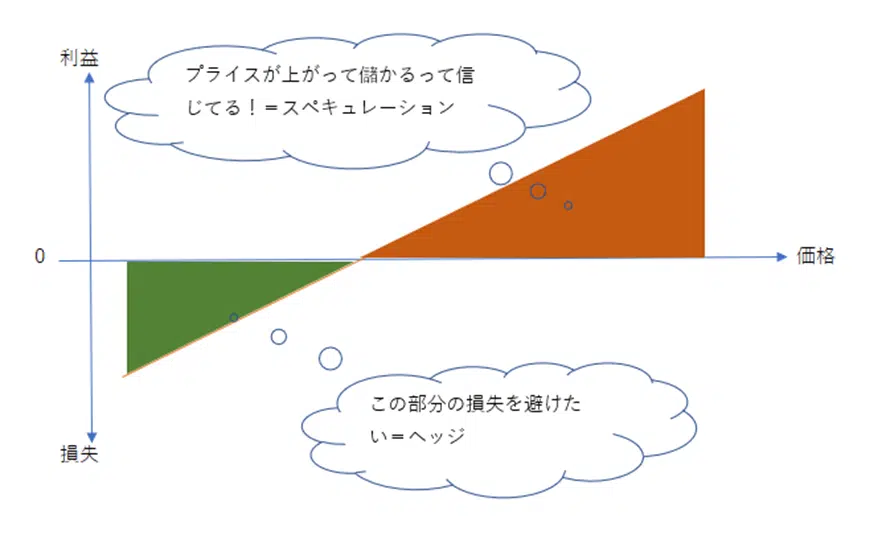 利益
プライスが上がって儲かるって信
じてる！＝スペキュレーション
0
価格
この部分の損失を避けた
い＝ヘッジ
損失